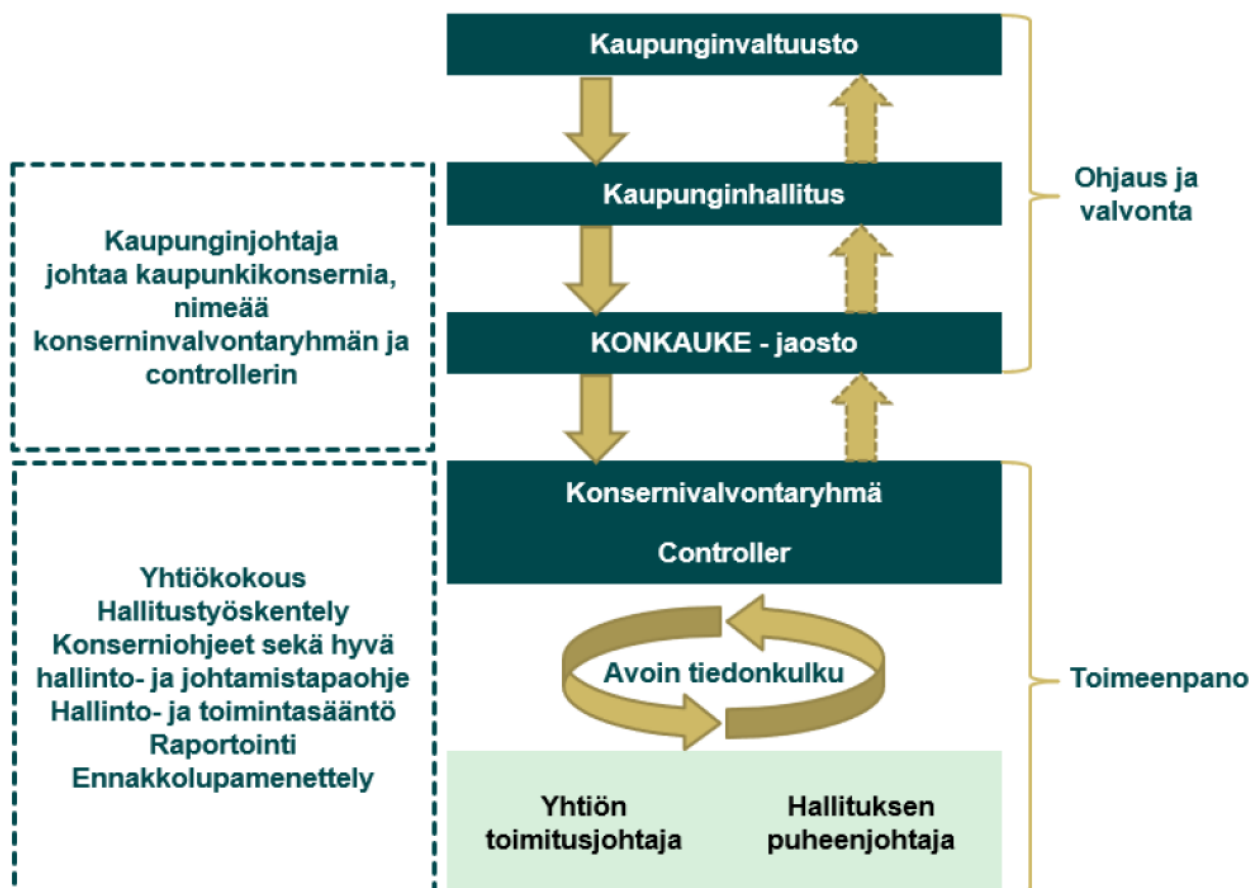 Kaupunginvaltuusto
Kaupunginhallitus
KONKAUKE - jaosto
Ohjaus ja
valvonta
Kaupunginjohtaja
johtaa kaupunkikonsernia,
nimeää
konserninvalvontaryhmän ja
controllerin
Konsernivalvontaryhmä
Controller
Yhtiökokous
Hallitustyöskentely
Konserniohjeet sekä hyvä
hallinto- ja johtamistapaohje
Hallinto- ja toimintasääntö
Raportointi
Ennakkolupamenettely
Avoin tiedonkulku
Toimeenpano
Yhtiön
toimitusjohtaja
Hallituksen
puheenjohtaja